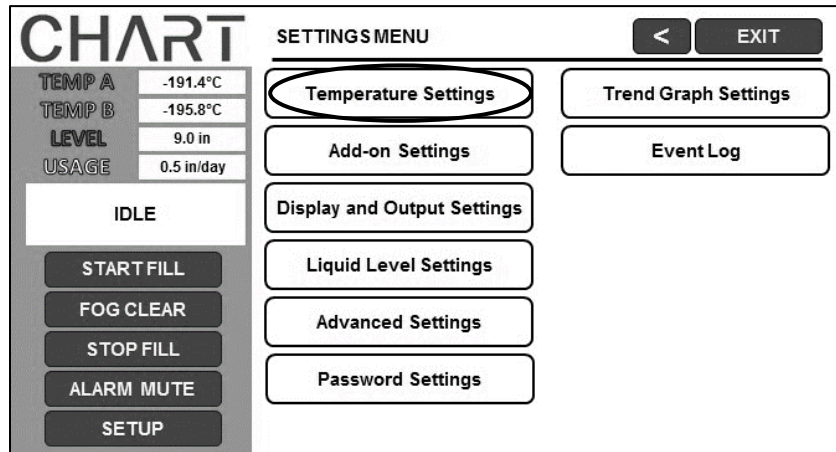 CHART
TEMP A -191.4°C
TEMP B -195.8°C
LEVEL 9.0 in
USAGE 0.5 in/day
IDLE
START FILL
FOG CLEAR
STOP FILL
ALARM MUTE
SETUP
SETTINGS MENU < EXIT
Temperature Settings
Add-on Settings
Display and Output Settings
Liquid Level Settings
Advanced Settings
Password Settings
Trend Graph Settings
Event Log